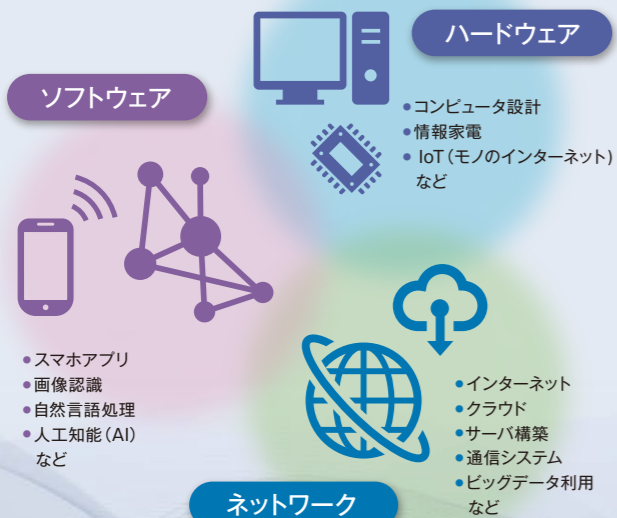 ハードウェア
•コンピュータ設計
•情報家電
•IoT(モノのインターネット)
など
ソフトウェア
•スマホアプリ
•画像認識
•自然言語処理
•人工知能(AI)
など
•インターネット
•クラウド
•サーバ構築
•通信システム
•ビッグデータ利用
など
ネットワーク